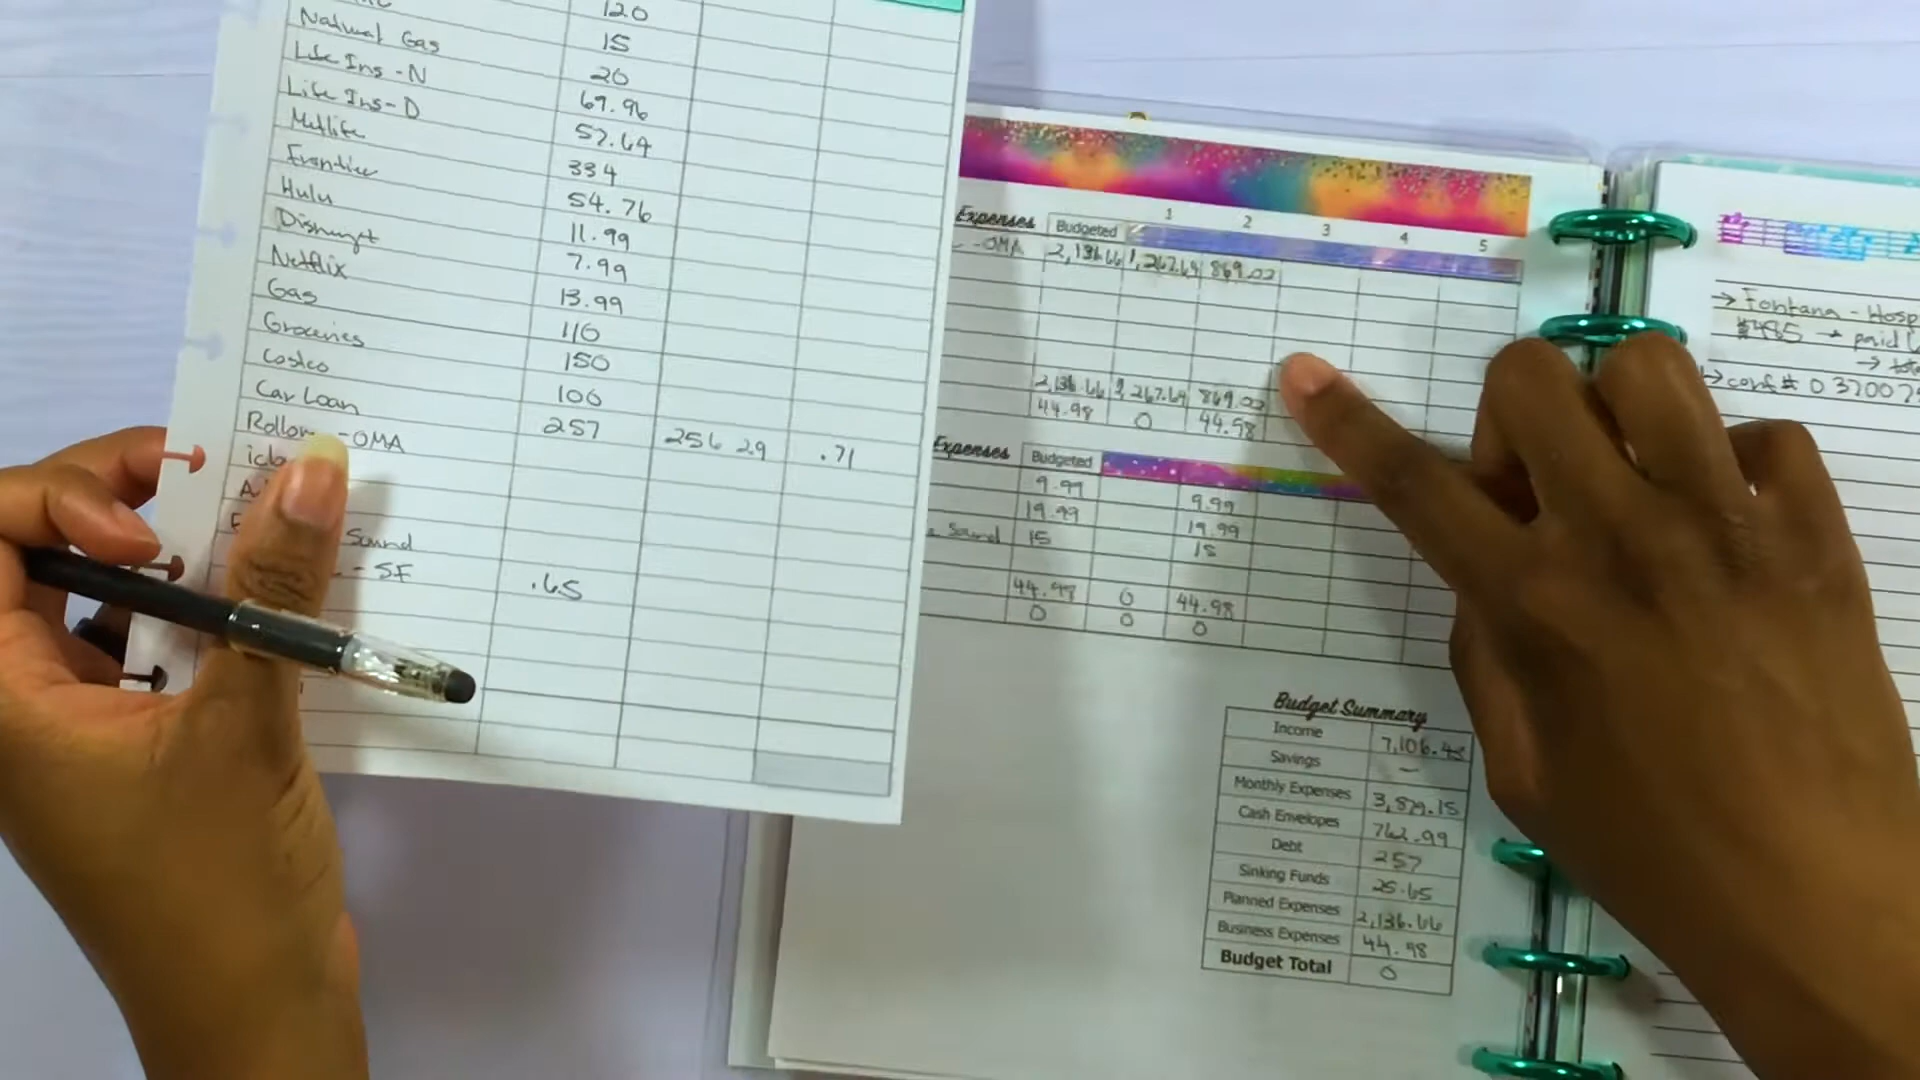 120
Natural Gas 15
Life Ins - N 20
Life Ins - D 69.96
Metlife 57.64
Frontier 334
Hulu 54.76
11.99
Netflix 7.99
Gas 13.99
Groceries 110
Costco 150
Car Loan 100
Rollover - OMA 257 256 29 .71
Sound
- SF .65
1 2 3 4 5
Expenses Budgeted
- OMA 2,136.66 1,267.64 869.02
2,136.66 1,267.64 869.02
44.98 0 44.98
Expenses Budgeted
9.99 9.99
19.99 19.99
Sound 15 15
44.98 0 44.98
0 0 0
Budget Summary
Income 7,106.43
Savings —
Monthly Expenses 3,879.15
Cash Envelopes 762.99
Debt 257
Sinking Funds 25.65
Planned Expenses 2,136.66
Business Expenses 44.98
Budget Total 0
→ Fontana - Hosp
$485 → paid
→
→ conf# 03700